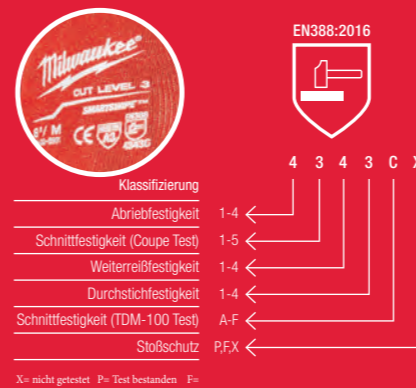 Milwaukee
CUT LEVEL 3
SMARTSWIPE™
CE
EN388:2016
4 3 4 3 C X
Klassifizierung
Abriebfestigkeit 1-4
Schnittfestigkeit (Coupe Test) 1-5
Weiterreißfestigkeit 1-4
Durchstichfestigkeit 1-4
Schnittfestigkeit (TDM-100 Test) A-F
Stoßschutz P,F,X
X= nicht getestet P= Test bestanden F=